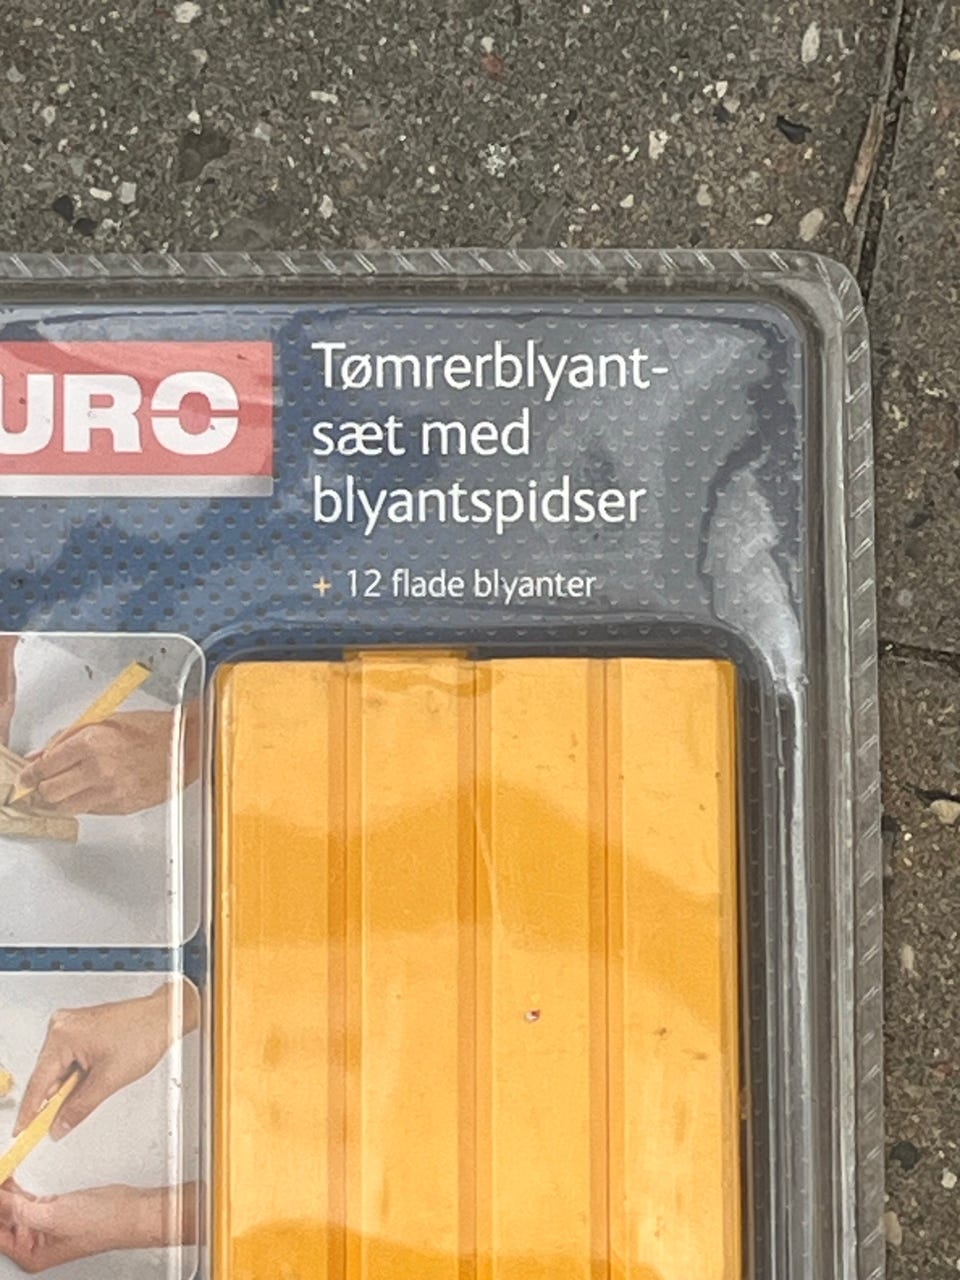 URO
Tømrerblyant-
sæt med
blyantspidser
+ 12 flade blyanter